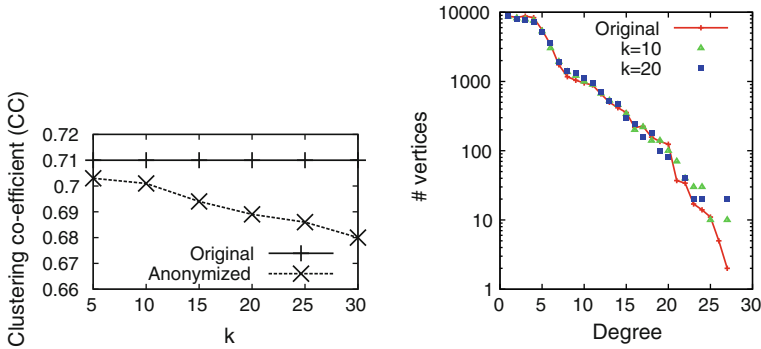 Clustering co-efficient (CC)
0.72
0.71
0.7
0.69
0.68
0.67
0.66
Original
Anonymized
5 10 15 20 25 30
k
# vertices
10000
1000
100
10
1
Original
k=10
k=20
0 5 10 15 20 25 30
Degree